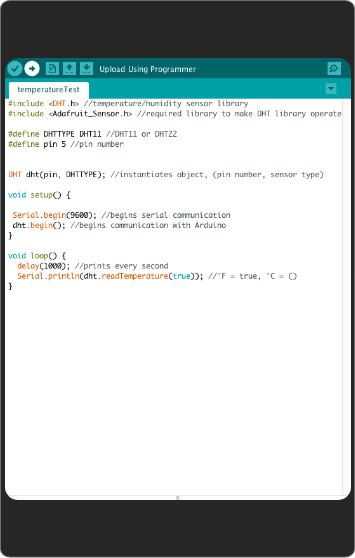 Upload Using Programmer
temperatureTest
#include <DHT.h> //temperature/humidity sensor library
#include <Adafruit_Sensor.h> //required library to make DHT library operate
#define DHTTYPE DHT11 //DHT11 or DHT22
#define pin 5 //pin number
DHT dht(pin, DHTTYPE); //instantiates object, (pin number, sensor type)
void setup() {
Serial.begin(9600); //begins serial communication
dht.begin(); //begins communication with Arduino
}
void loop() {
delay(1000); //prints every second
Serial.println(dht.readTemperature(true)); //˚F = true, ˚C = ()
}